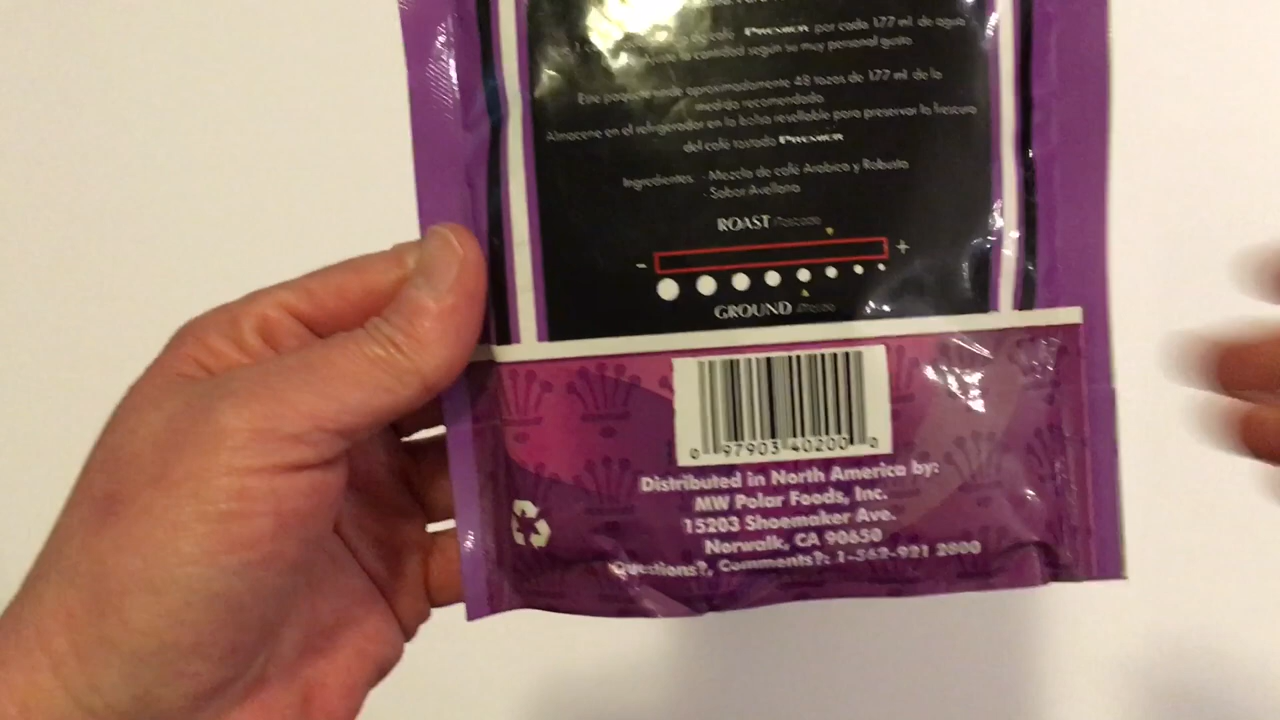 de café PREMIER por cada 177 ml. de agua
la cantidad según su muy personal gusto
Este paquete rinde aproximadamente 48 tazas de 177 ml. de la
medida recomendada
Almacene en el refrigerador en la bolsa resellable para preservar la frescura
del café tostado PREMIER
Ingredientes: - Mezcla de café Arabica y Robusta
- Sabor Avellana
ROAST /Tostado
- +
GROUND /Molido
0 97903 40200 0
Distributed in North America by:
MW Polar Foods, Inc.
15203 Shoemaker Ave.
Norwalk, CA 90650
Questions?, Comments?: 1-562-921 2800